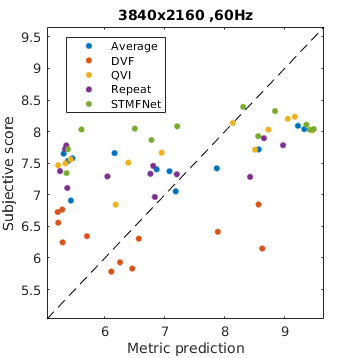 3840x2160 ,60Hz
Average
DVF
QVI
Repeat
STMFNet
Subjective score
9.5
9
8.5
8
7.5
7
6.5
6
5.5
6 7 8 9
Metric prediction